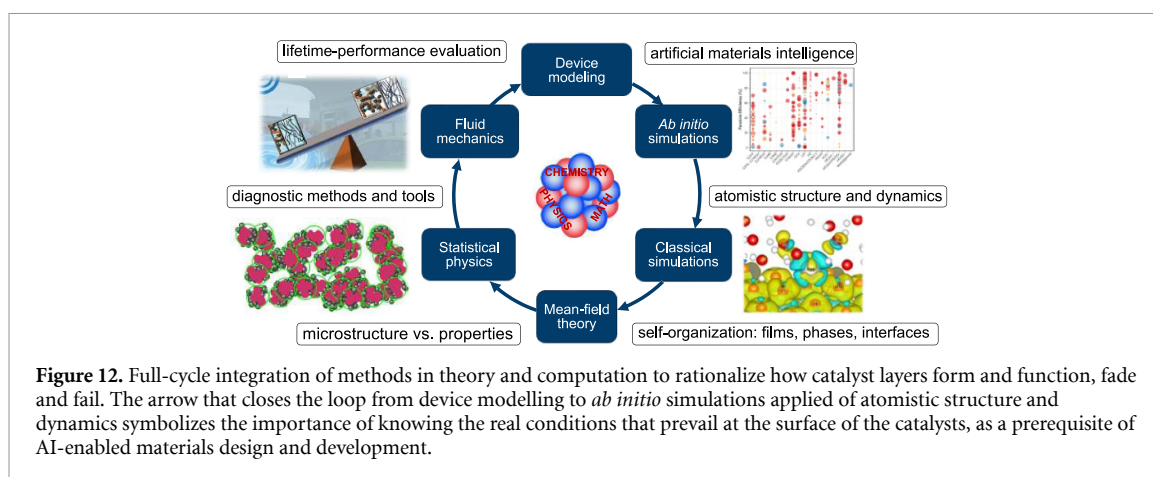 lifetime-performance evaluation
Device modeling
artificial materials intelligence
Fluid mechanics
Ab initio simulations
diagnostic methods and tools
CHEMISTRY
PHYSICS
MATH
atomistic structure and dynamics
Statistical physics
Classical simulations
Mean-field theory
microstructure vs. properties
self-organization: films, phases, interfaces
Figure 12. Full-cycle integration of methods in theory and computation to rationalize how catalyst layers form and function, fade
and fail. The arrow that closes the loop from device modelling to ab initio simulations applied of atomistic structure and
dynamics symbolizes the importance of knowing the real conditions that prevail at the surface of the catalysts, as a prerequisite of
AI-enabled materials design and development.